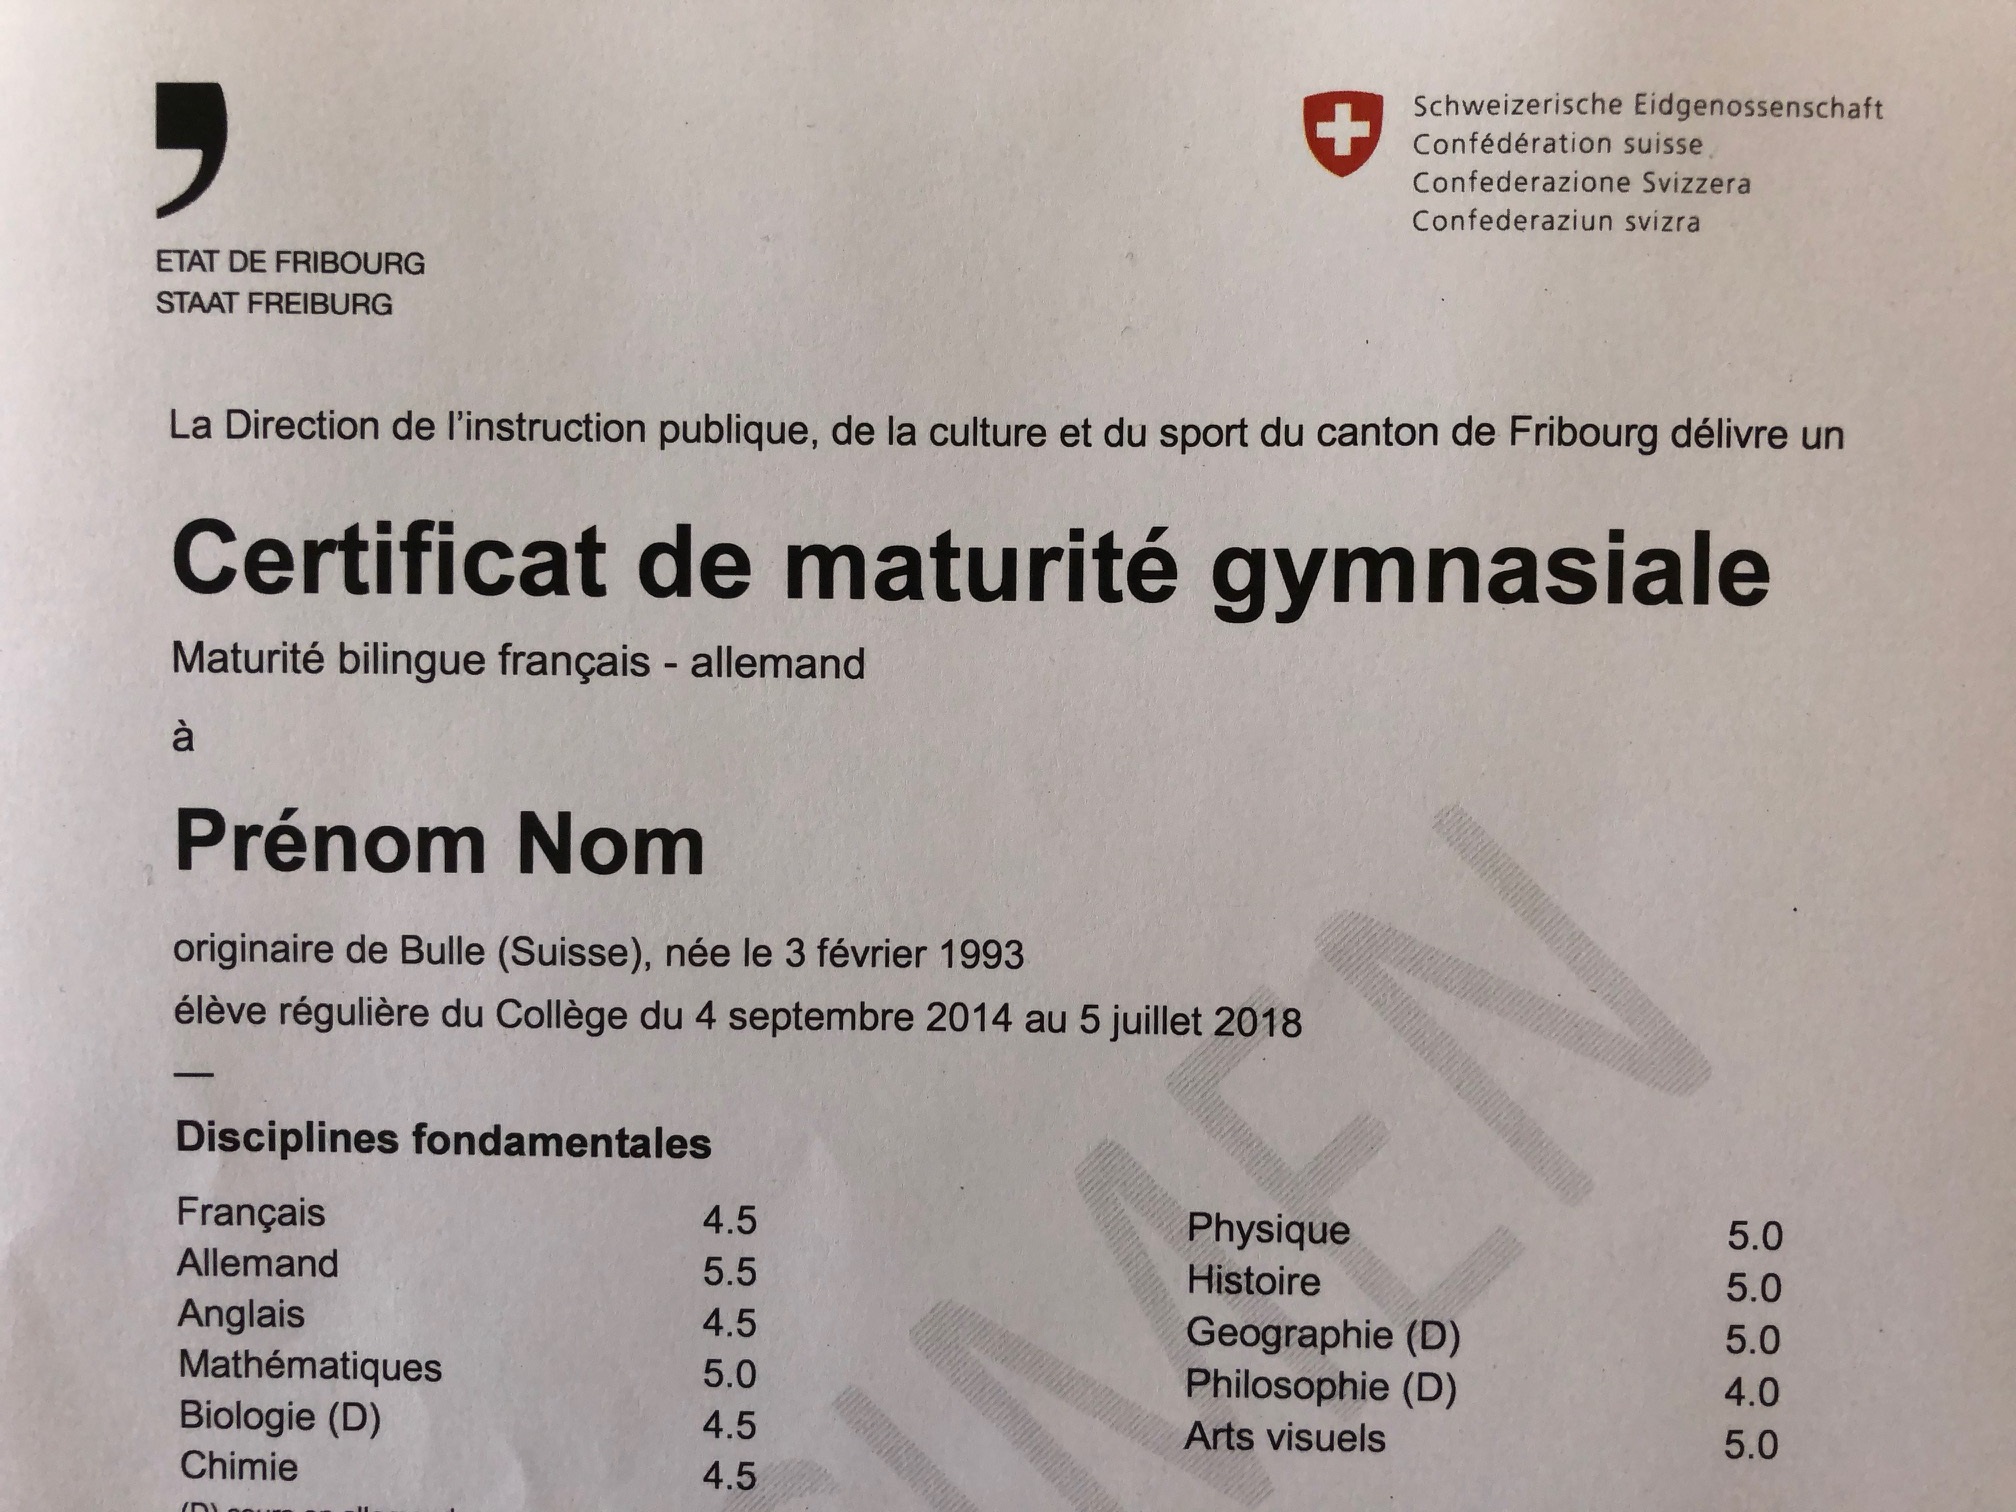 ETAT DE FRIBOURG
STAAT FREIBURG
Schweizerische Eidgenossenschaft
Confédération suisse
Confederazione Svizzera
Confederaziun svizra
La Direction de l'instruction publique, de la culture et du sport du canton de Fribourg délivre un
Certificat de maturité gymnasiale
Maturité bilingue français - allemand
à
Prénom Nom
originaire de Bulle (Suisse), née le 3 février 1993
élève régulière du Collège du 4 septembre 2014 au 5 juillet 2018
—
Disciplines fondamentales
Français 4.5
Allemand 5.5
Anglais 4.5
Mathématiques 5.0
Biologie (D) 4.5
Chimie 4.5
Physique 5.0
Histoire 5.0
Geographie (D) 5.0
Philosophie (D) 4.0
Arts visuels 5.0
(D) cours en allemand
IMEN